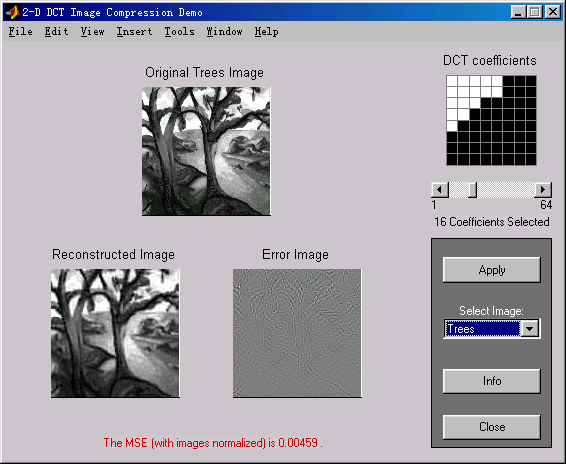 2-D DCT Image Compression Demo
File Edit View Insert Tools Window Help
Original Trees Image
DCT coefficients
1 64
16 Coefficients Selected
Reconstructed Image
Error Image
Apply
Select Image:
Trees
Info
Close
The MSE (with images normalized) is 0.00459 .